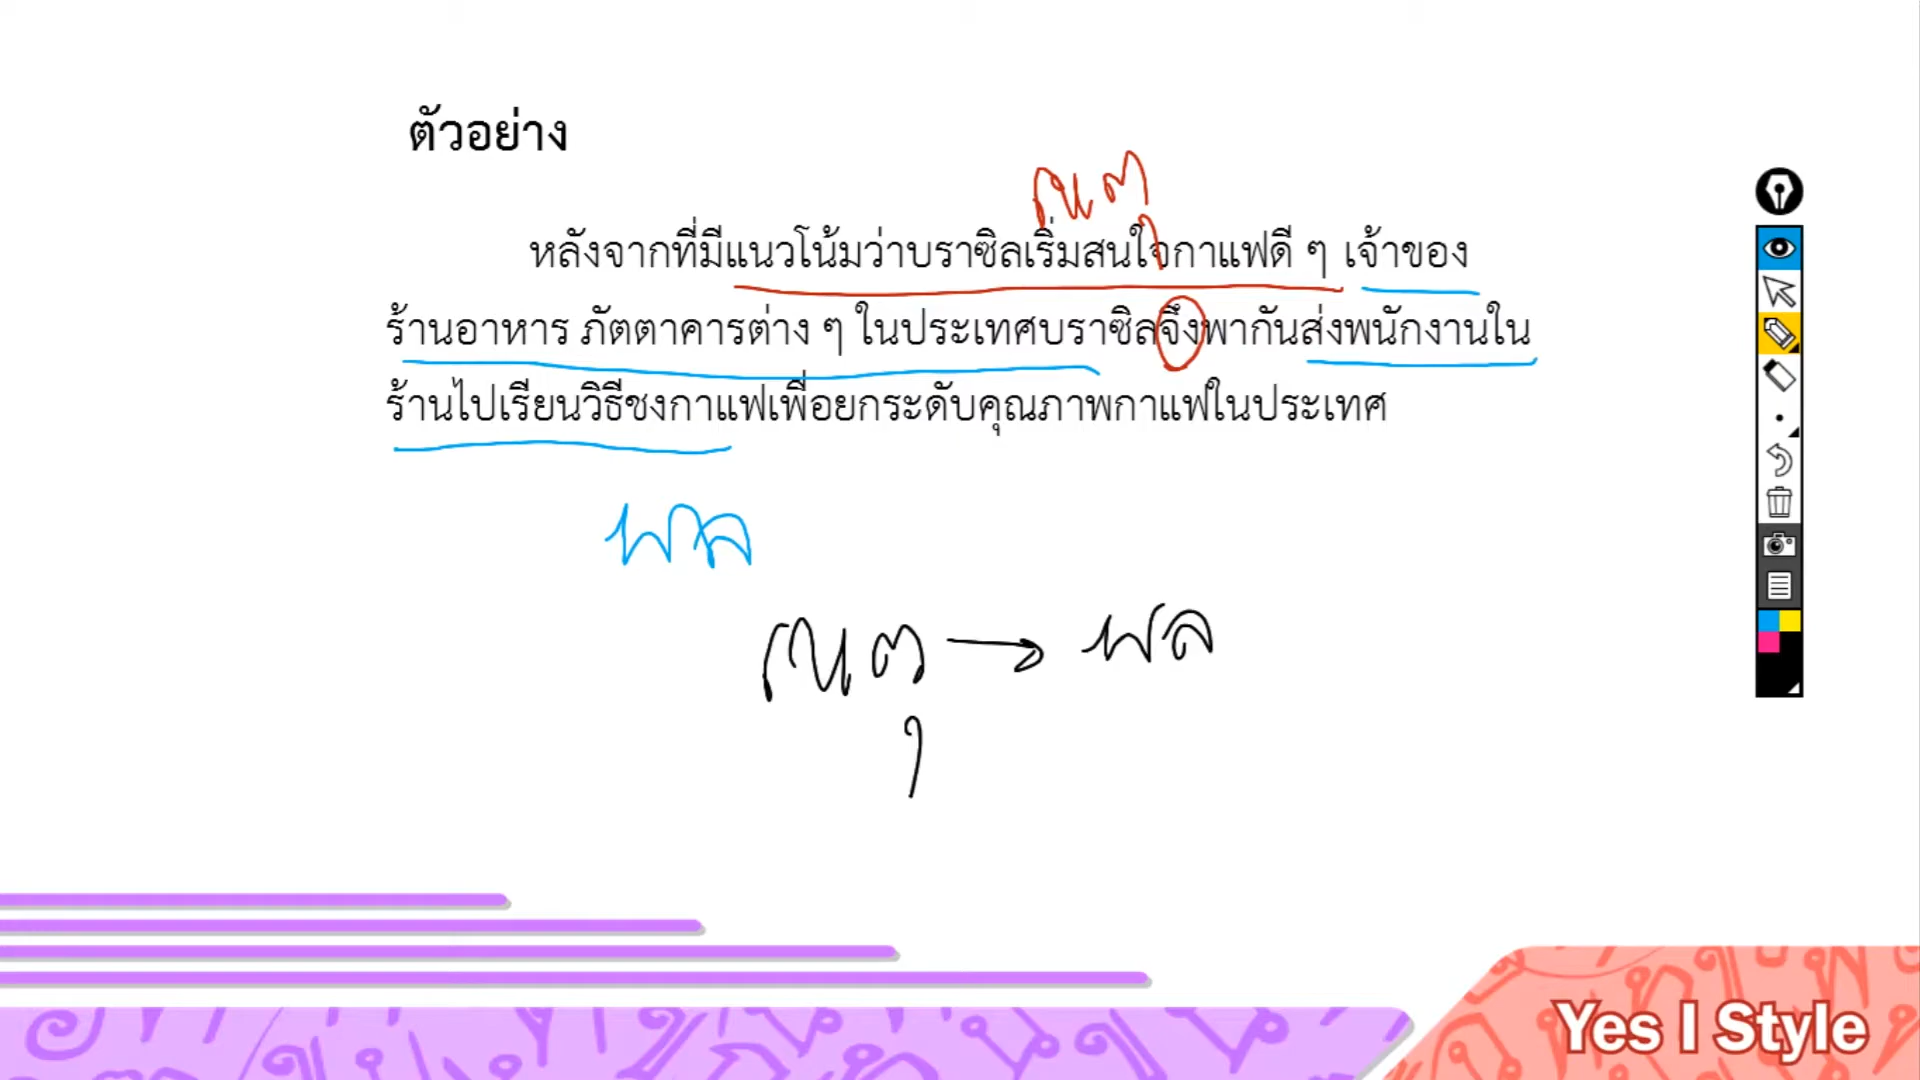 ตัวอย่าง
เหตุ
หลังจากที่มีแนวโน้มว่าบราซิลเริ่มสนใจกาแฟดี ๆ เจ้าของ
ร้านอาหาร ภัตตาคารต่าง ๆ ในประเทศบราซิลจึงพากันส่งพนักงานใน
ร้านไปเรียนวิธีชงกาแฟเพื่อยกระดับคุณภาพกาแฟในประเทศ
ผล
เหตุ → ผล
Yes I Style